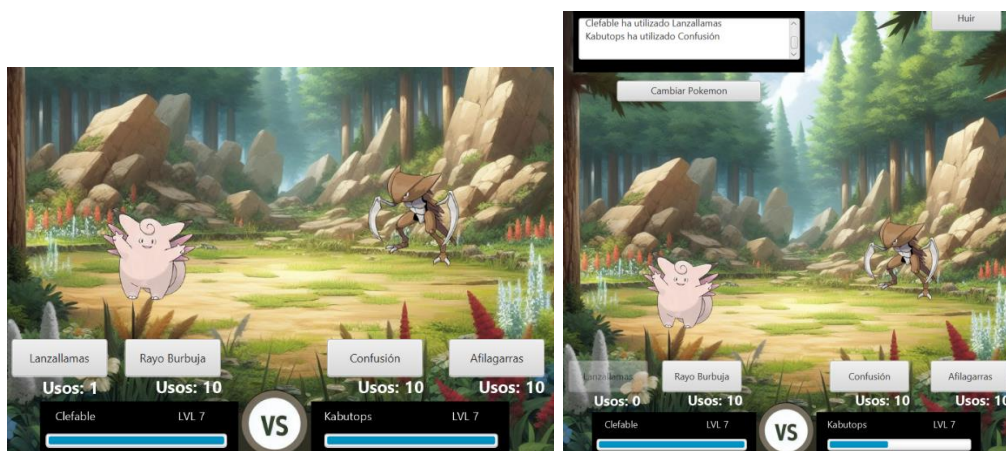 Lanzallamas Rayo Burbuja Confusión Afilagarras
Usos: 1 Usos: 10 Usos: 10 Usos: 10
Clefable LVL 7 VS Kabutops LVL 7
Clefable ha utilizado Lanzallamas
Kabutops ha utilizado Confusión
Huir
Cambiar Pokemon
Lanzallamas Rayo Burbuja Confusión Afilagarras
Usos: 0 Usos: 10 Usos: 10 Usos: 10
Clefable LVL 7 VS Kabutops LVL 7